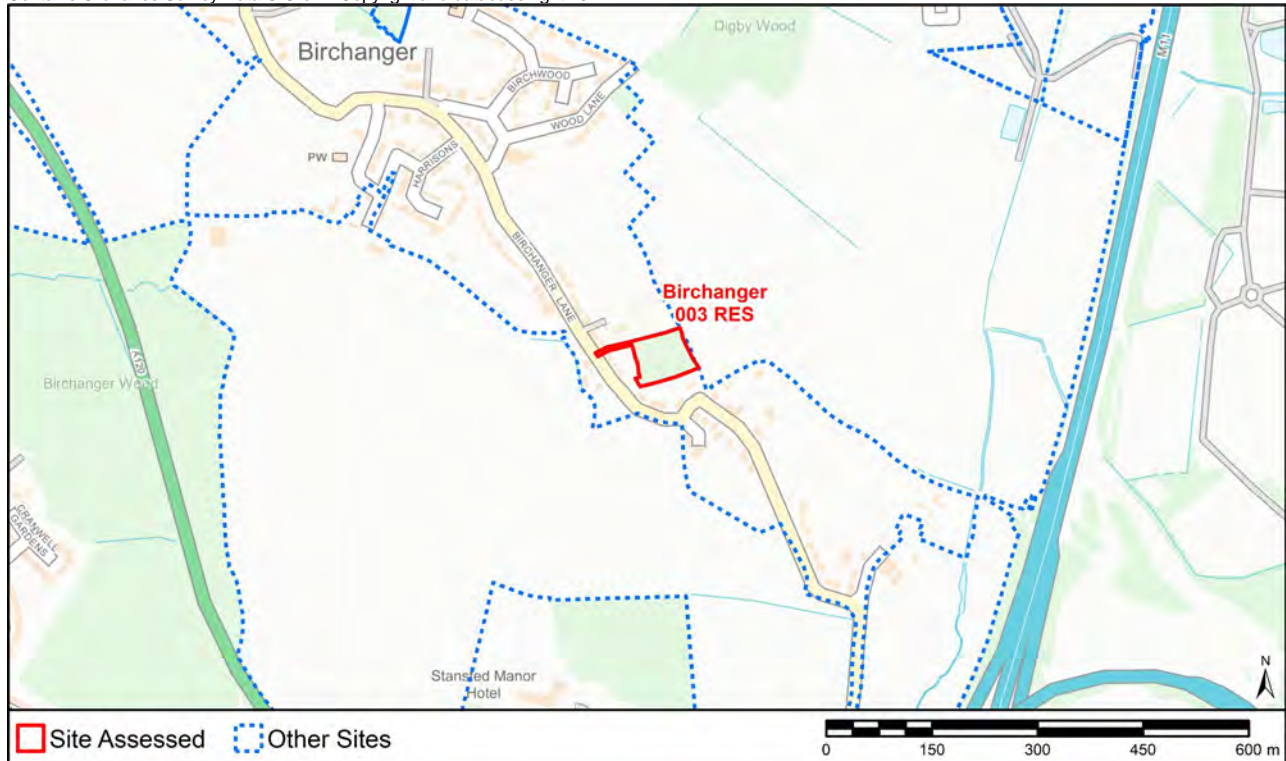 Birchanger
Digby Wood
M11
BIRCHWOOD
WOOD LANE
PW
HARRISONS
BIRCHANGER LANE
Birchanger
003 RES
A120
Birchanger Wood
CRANWELL
GARDENS
Stansted Manor
Hotel
N
Site Assessed
Other Sites
0 150 300 450 600 m